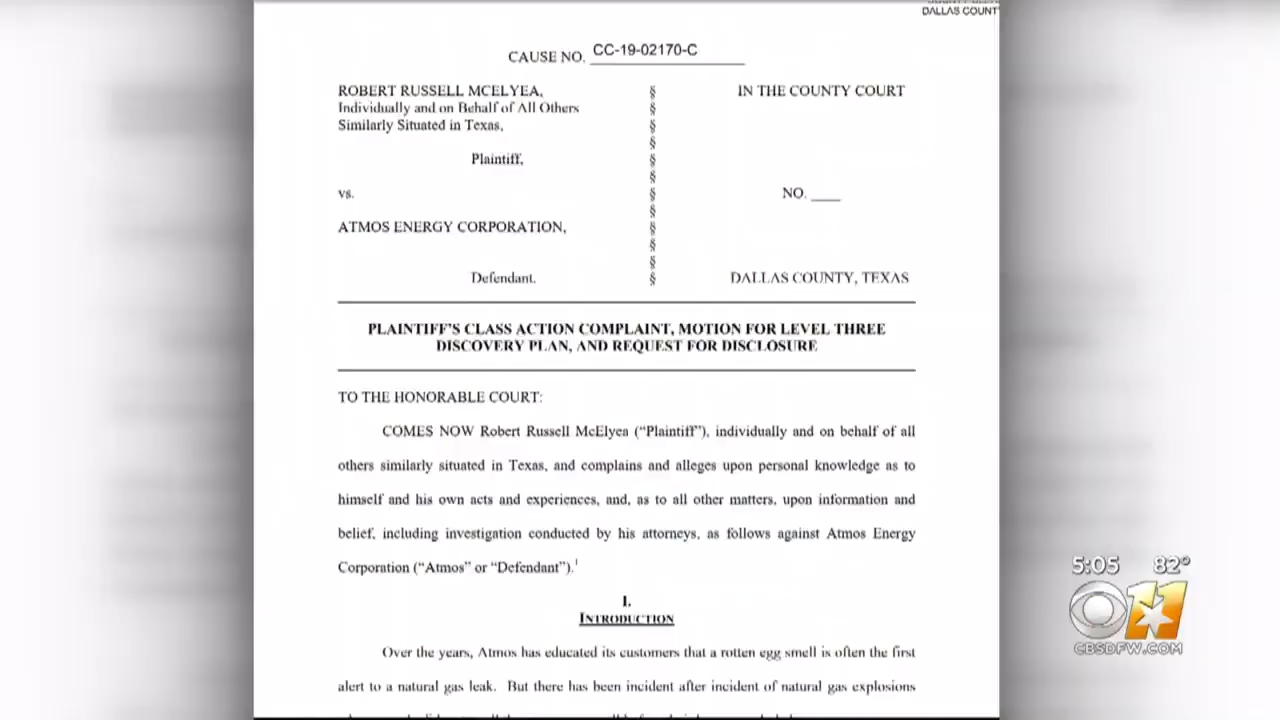 DALLAS COUNT
CAUSE NO. CC-19-02170-C
ROBERT RUSSELL MCELYEA, § IN THE COUNTY COURT
Individually and on Behalf of All Others §
Similarly Situated in Texas, §
§
Plaintiff, §
§
vs. § NO. ____
§
ATMOS ENERGY CORPORATION, §
§
§
Defendant. § DALLAS COUNTY, TEXAS
PLAINTIFF'S CLASS ACTION COMPLAINT, MOTION FOR LEVEL THREE
DISCOVERY PLAN, AND REQUEST FOR DISCLOSURE
TO THE HONORABLE COURT:
COMES NOW Robert Russell McElyea (“Plaintiff”), individually and on behalf of all
others similarly situated in Texas, and complains and alleges upon personal knowledge as to
himself and his own acts and experiences, and, as to all other matters, upon information and
belief, including investigation conducted by his attorneys, as follows against Atmos Energy
Corporation (“Atmos” or “Defendant”).1
I.
INTRODUCTION
Over the years, Atmos has educated its customers that a rotten egg smell is often the first
alert to a natural gas leak. But there has been incident after incident of natural gas explosions
5:05 82°
11
CBSDFW.COM